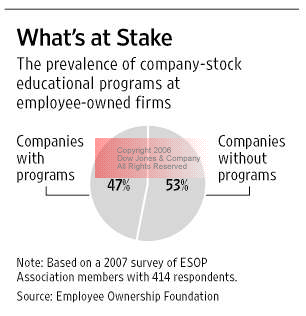 What's at Stake
The prevalence of company-stock
educational programs at
employee-owned firms
Companies
with
programs
Companies
without
programs
Copyright 2006
Dow Jones & Company
All Rights Reserved
47%
53%
Note: Based on a 2007 survey of ESOP
Association members with 414 respondents.
Source: Employee Ownership Foundation